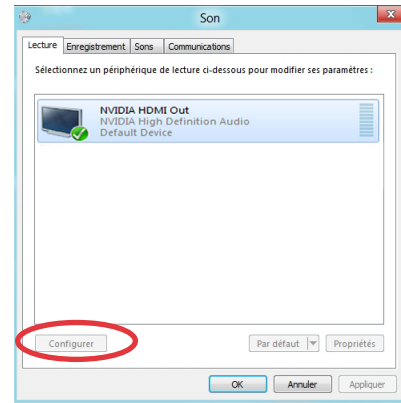 Son
Lecture Enregistrement Sons Communications
Sélectionnez un périphérique de lecture ci-dessous pour modifier ses paramètres :
NVIDIA HDMI Out
NVIDIA High Definition Audio
Default Device
Configurer Par défaut Propriétés
OK Annuler Appliquer